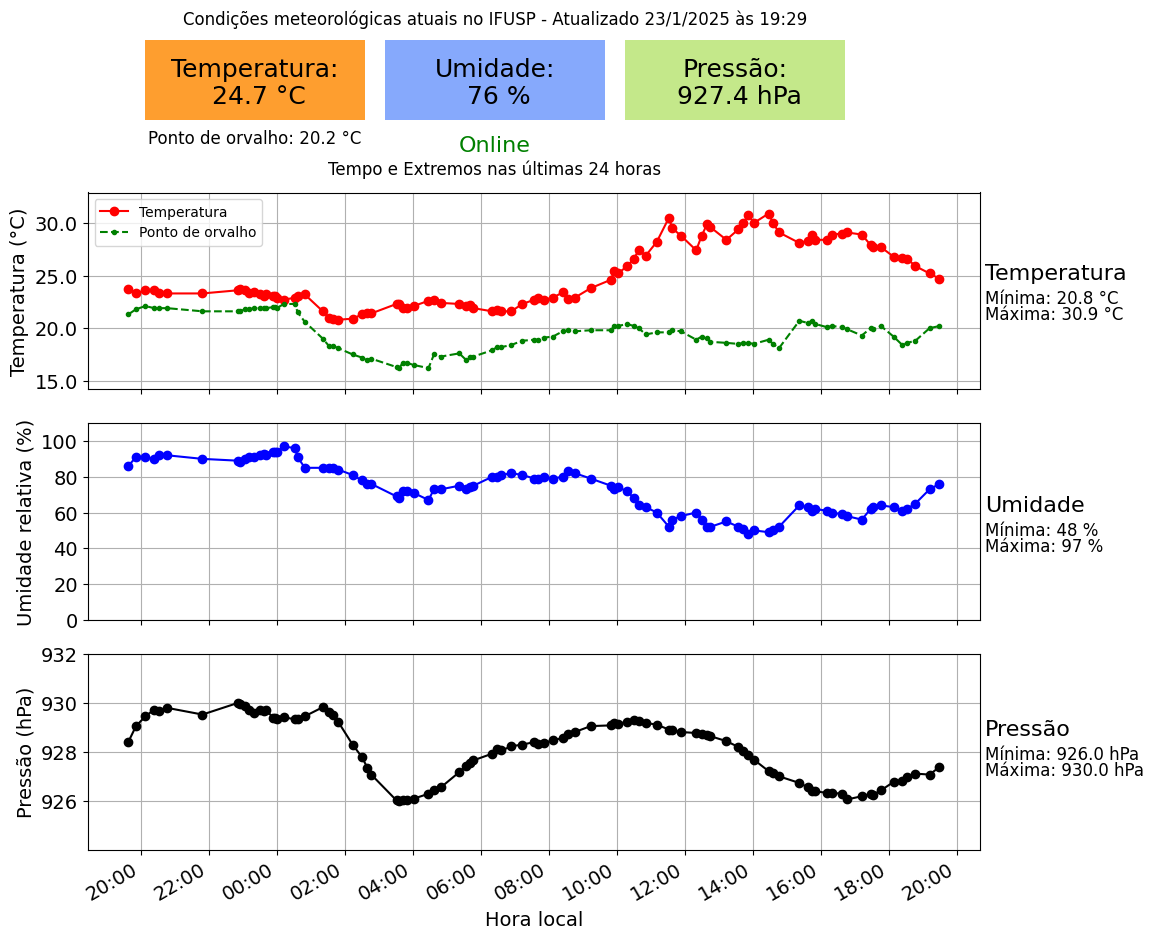 Condições meteorológicas atuais no IFUSP - Atualizado 23/1/2025 às 19:29
Temperatura:
24.7 °C
Umidade:
76 %
Pressão:
927.4 hPa
Ponto de orvalho: 20.2 °C
Online
Tempo e Extremos nas últimas 24 horas
Temperatura (°C)
30.0
25.0
20.0
15.0
Temperatura
Ponto de orvalho
Temperatura
Mínima: 20.8 °C
Máxima: 30.9 °C
Umidade relativa (%)
100
80
60
40
20
0
Umidade
Mínima: 48 %
Máxima: 97 %
Pressão (hPa)
932
930
928
926
Pressão
Mínima: 926.0 hPa
Máxima: 930.0 hPa
20:00
22:00
00:00
02:00
04:00
06:00
08:00
10:00
12:00
14:00
16:00
18:00
20:00
Hora local